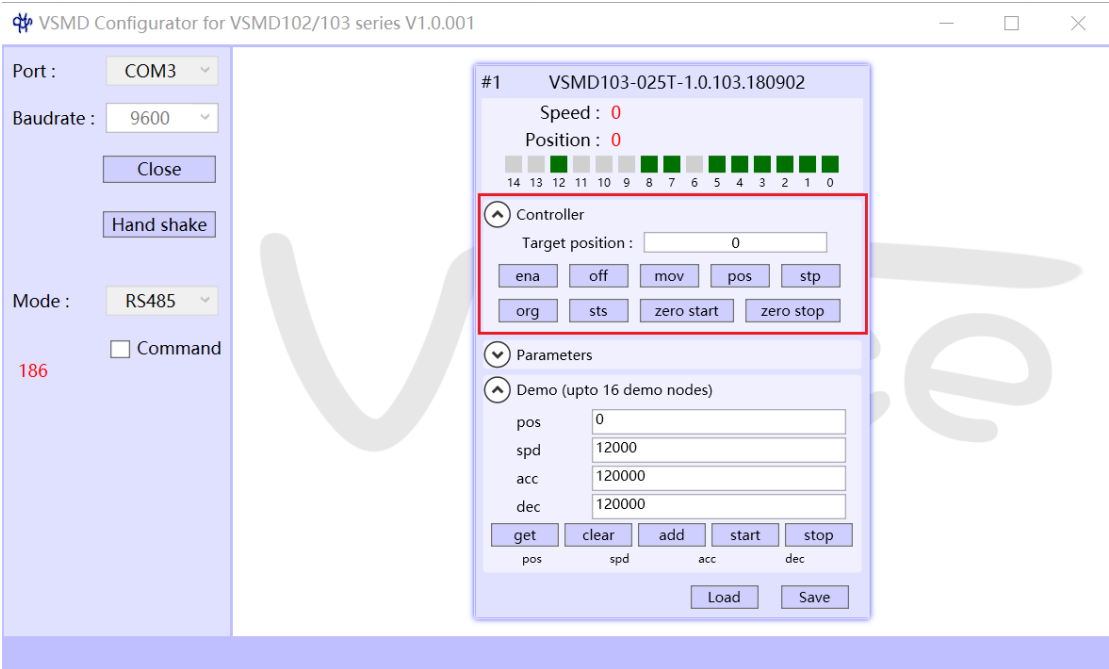 VSMD Configurator for VSMD102/103 series V1.0.001
Port :
COM3
Baudrate :
9600
Close
Hand shake
Mode :
RS485
Command
186
#1 VSMD103-025T-1.0.103.180902
Speed : 0
Position : 0
14 13 12 11 10 9 8 7 6 5 4 3 2 1 0
Controller
Target position : 0
ena off mov pos stp
org sts zero start zero stop
Parameters
Demo (upto 16 demo nodes)
pos 0
spd 12000
acc 120000
dec 120000
get clear add start stop
pos spd acc dec
Load Save